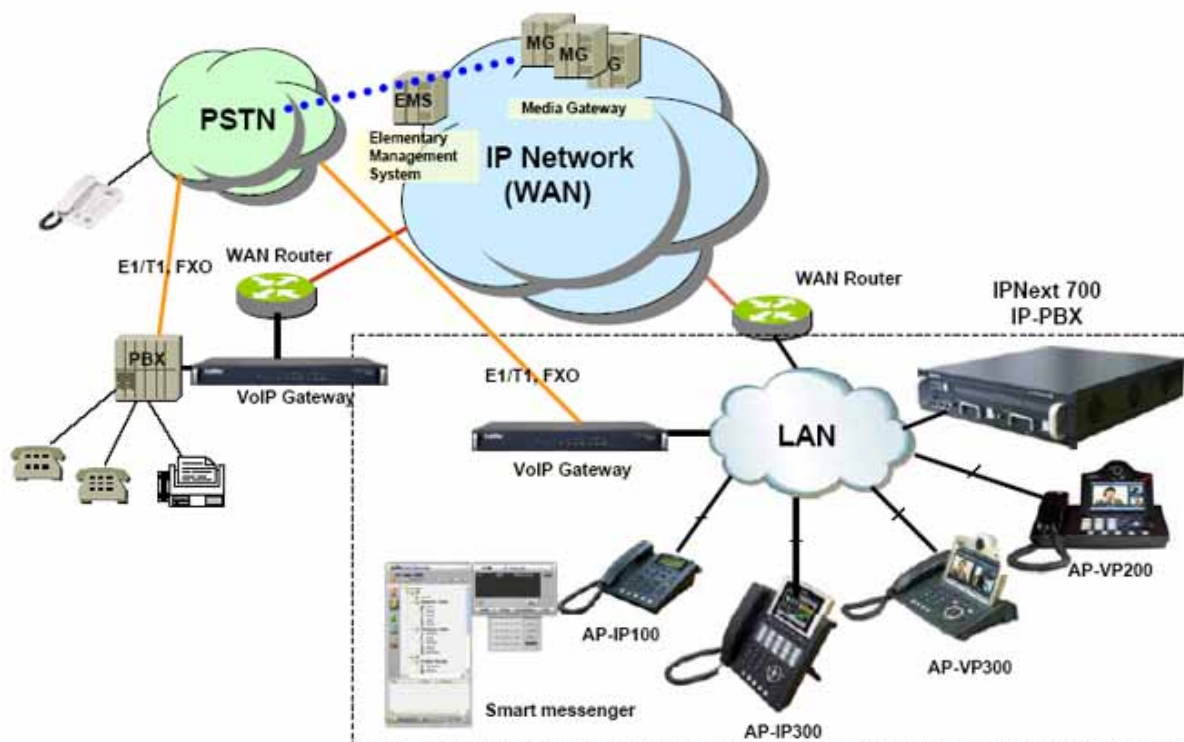 MG
MG
G
EMS
Media Gateway
PSTN
Elementary
Management
System
IP Network
(WAN)
WAN Router
E1/T1, FXO
WAN Router
IPNext 700
IP-PBX
PBX
VoIP Gateway
E1/T1, FXO
LAN
VoIP Gateway
AP-VP200
AP-IP100
AP-VP300
Smart messenger
AP-IP300